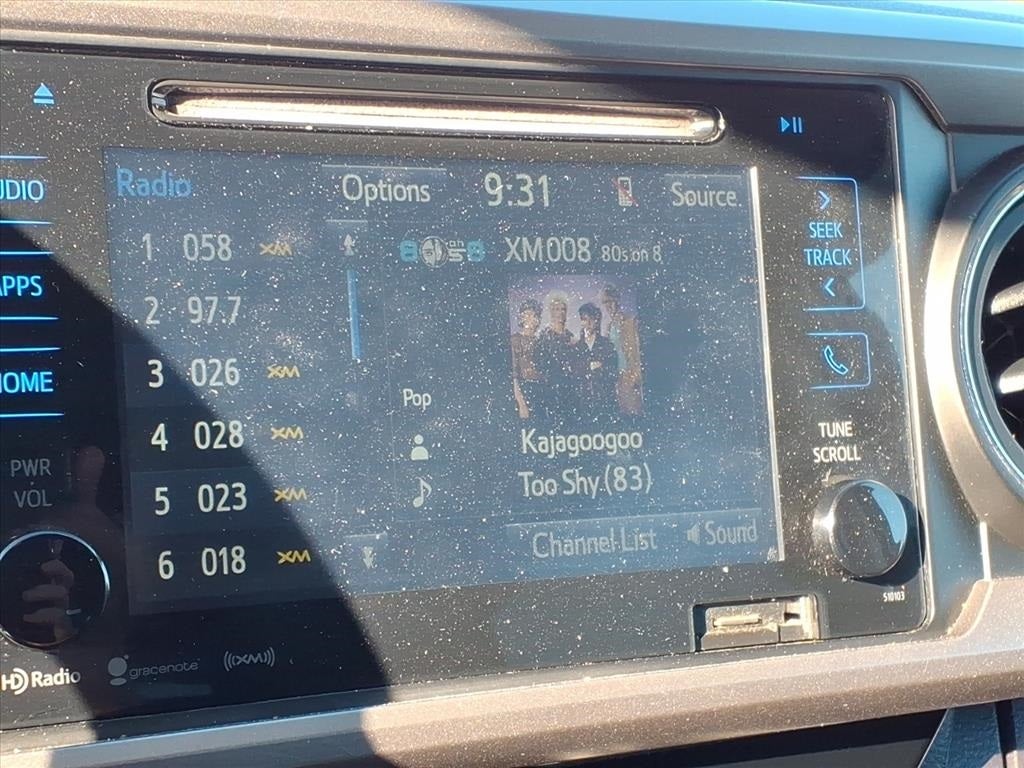 Radio
Options
9:31
Source
1 058 XM
2 97.7
3 026 XM
4 028 XM
5 023 XM
6 018 XM
XM008 80s on 8
Pop
Kajagoogoo
Too Shy (83)
Channel List
Sound
UDIO
APPS
HOME
PWR
VOL
SEEK
TRACK
TUNE
SCROLL
510103
HD Radio
gracenote
((XM))